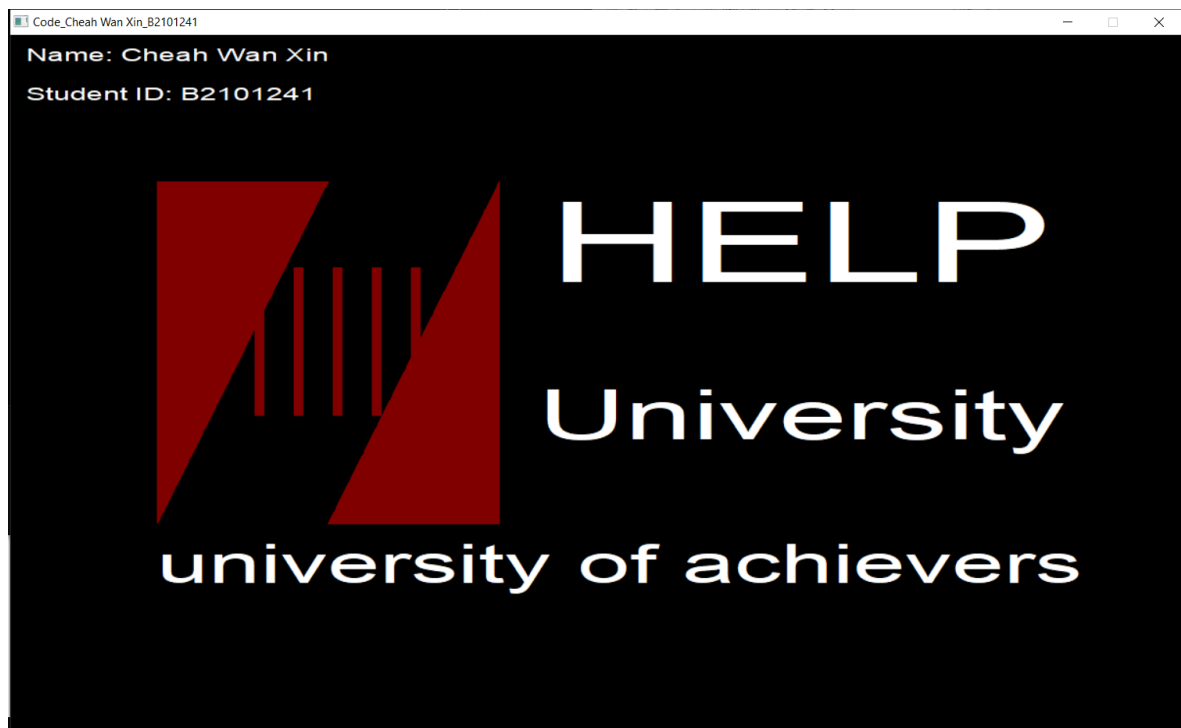 Code_Cheah Wan Xin_B2101241
Name: Cheah Wan Xin
Student ID: B2101241
HELP
University
university of achievers